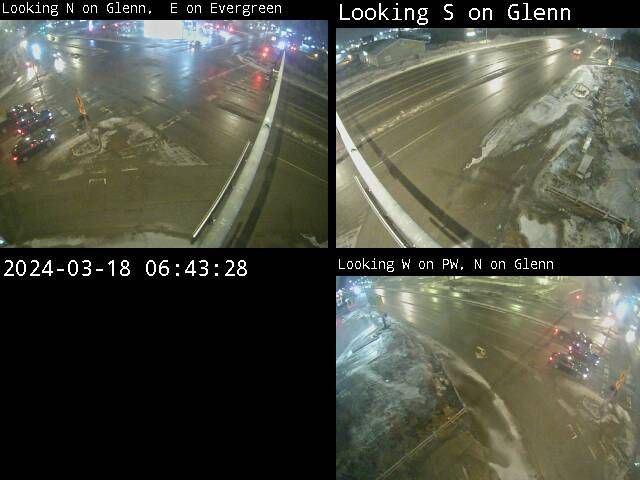 Looking N on Glenn, E on Evergreen
Looking S on Glenn
2024-03-18 06:43:28
Looking W on PW, N on Glenn